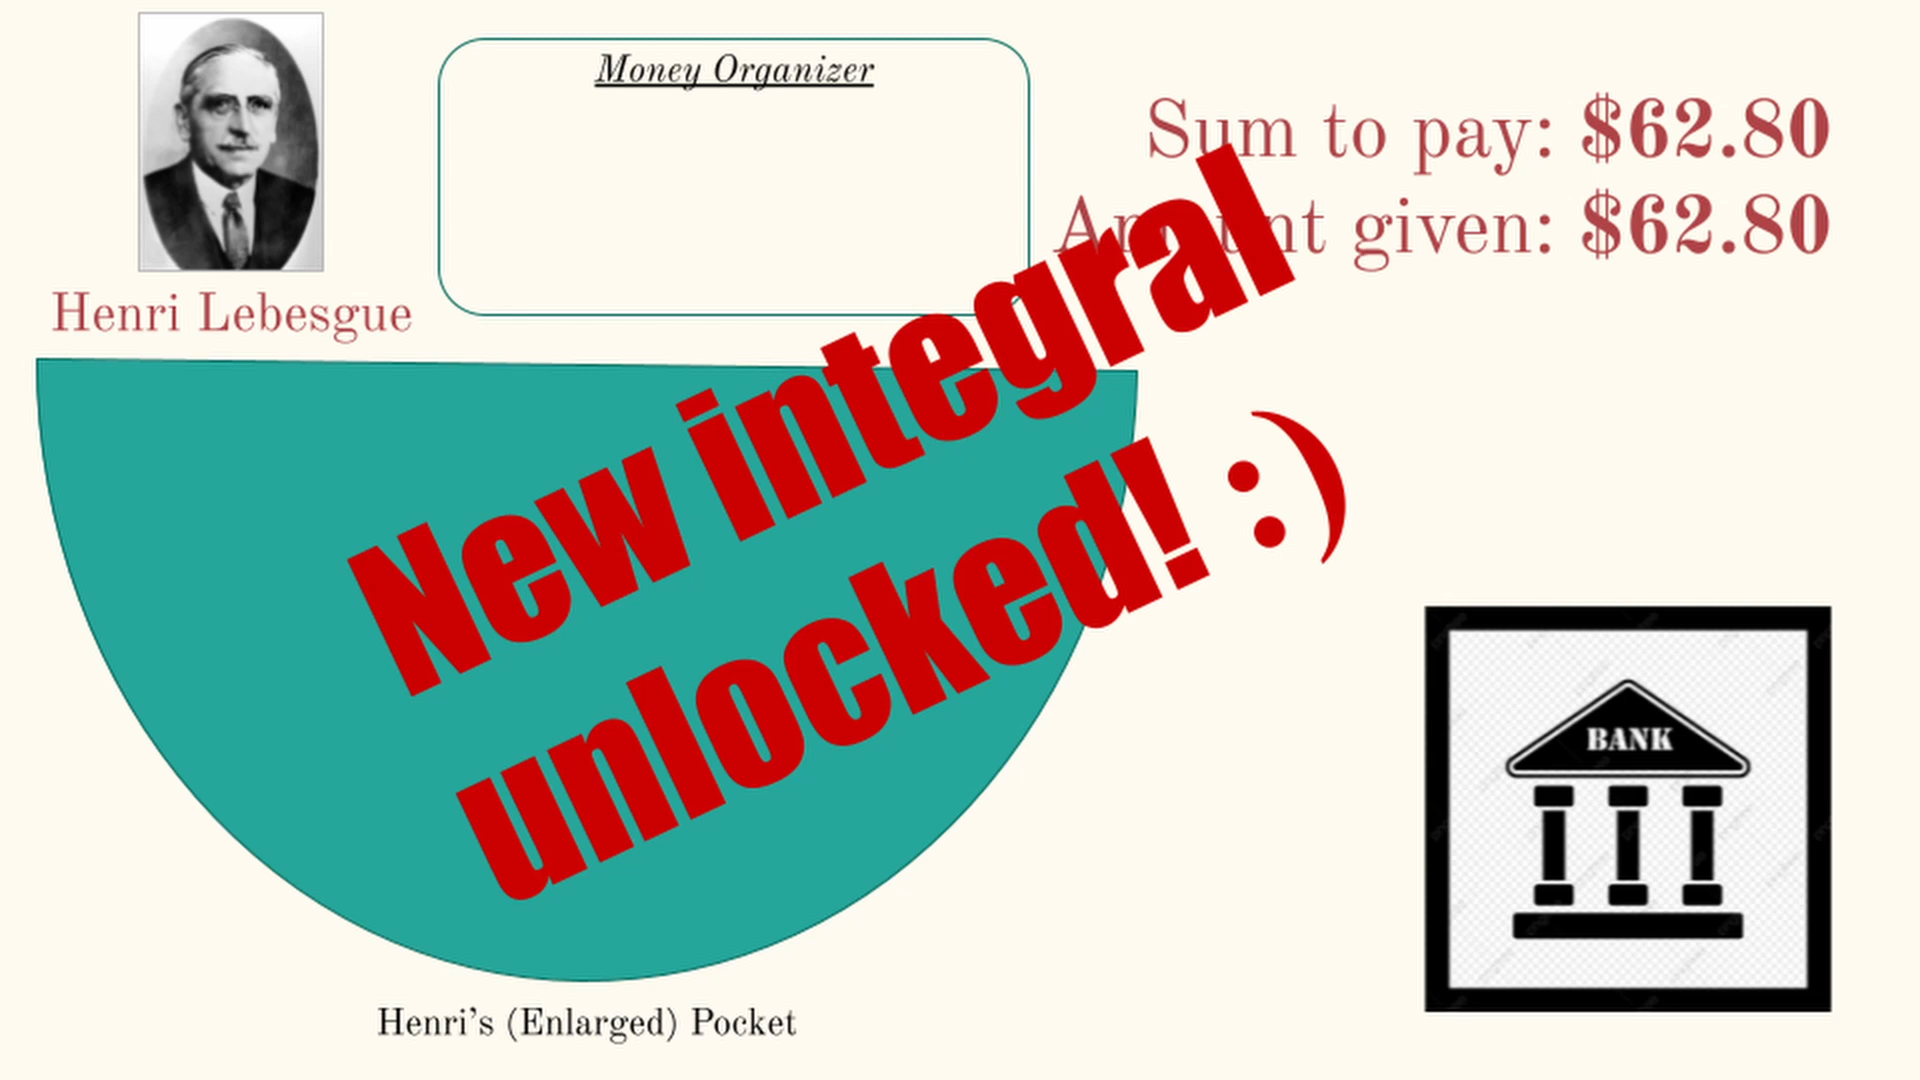 Money Organizer
Sum to pay: $62.80
Amount given: $62.80
Henri Lebesgue
New integral
unlocked! :)
BANK
Henri's (Enlarged) Pocket